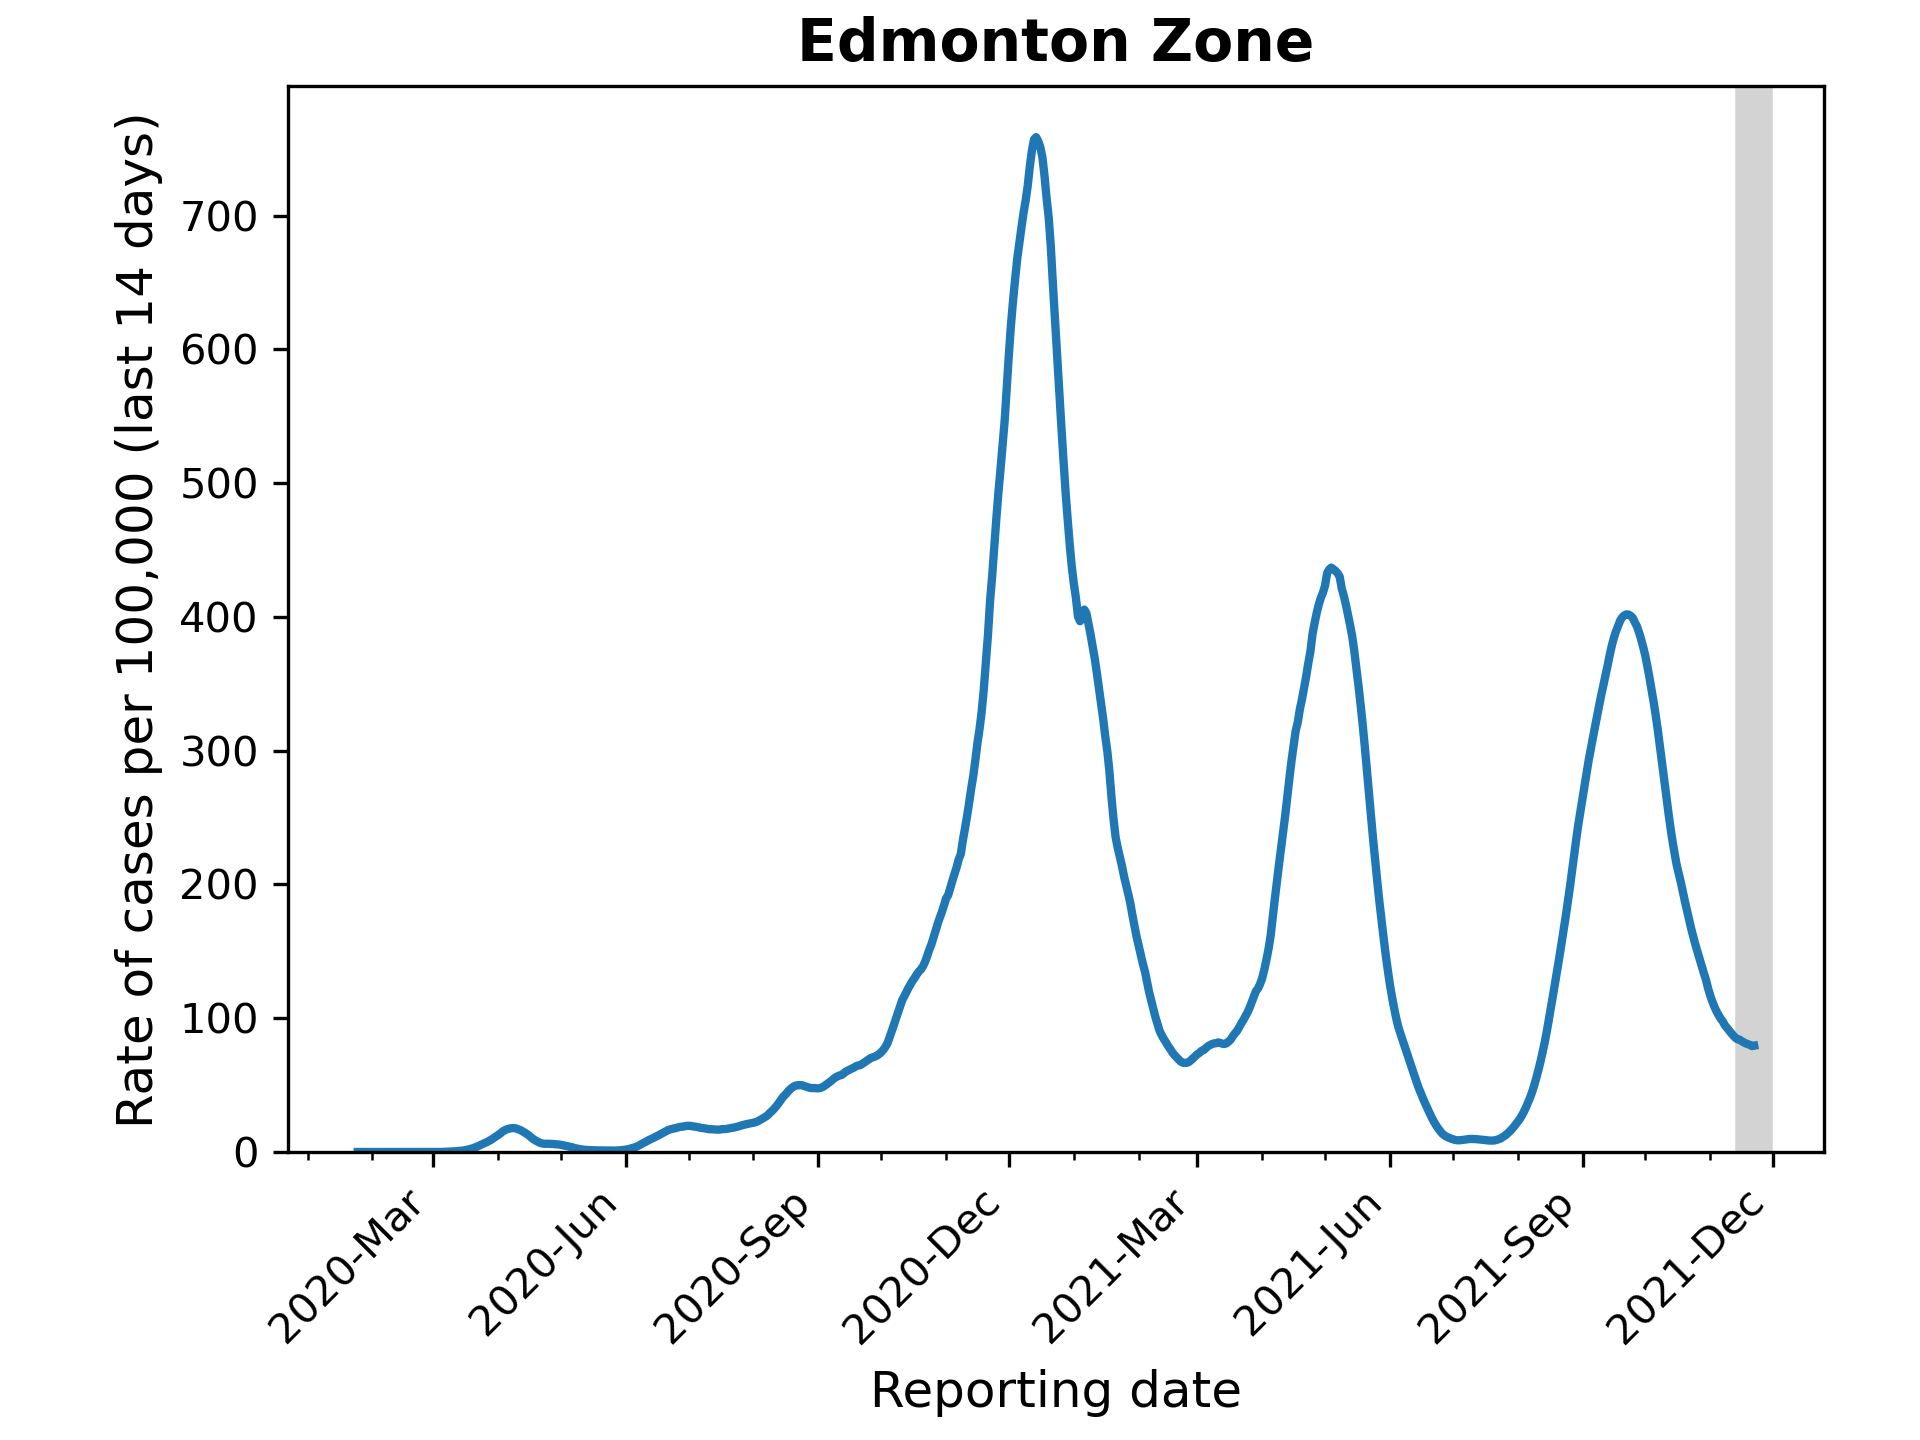 Edmonton Zone
Rate of cases per 100,000 (last 14 days)
700
600
500
400
300
200
100
0
2020-Mar
2020-Jun
2020-Sep
2020-Dec
2021-Mar
2021-Jun
2021-Sep
2021-Dec
Reporting date